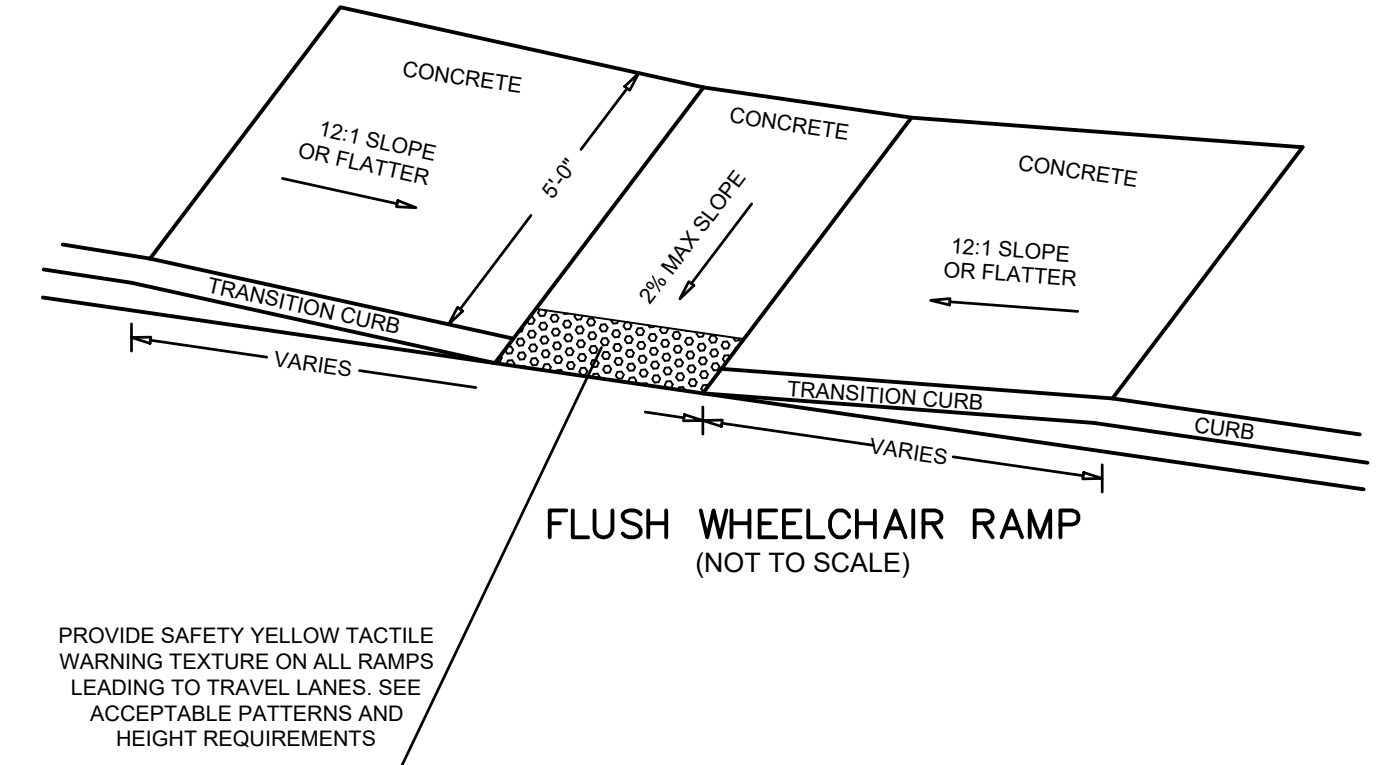 CONCRETE
12:1 SLOPE
OR FLATTER
5'-0"
CONCRETE
2% MAX SLOPE
CONCRETE
12:1 SLOPE
OR FLATTER
TRANSITION CURB
VARIES
TRANSITION CURB
CURB
VARIES
FLUSH WHEELCHAIR RAMP
(NOT TO SCALE)
PROVIDE SAFETY YELLOW TACTILE
WARNING TEXTURE ON ALL RAMPS
LEADING TO TRAVEL LANES. SEE
ACCEPTABLE PATTERNS AND
HEIGHT REQUIREMENTS